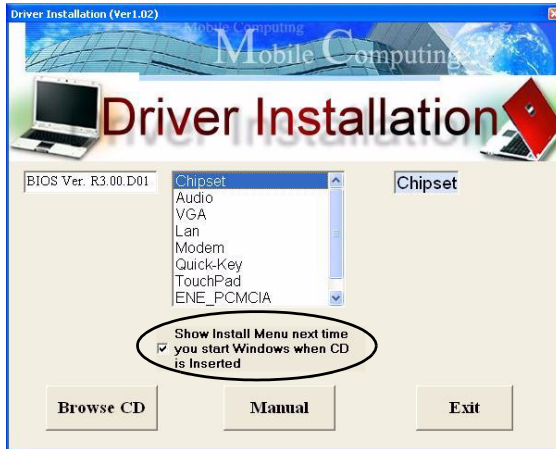 Driver Installation (Ver1.02)
Mobile Computing
Mobile Computing
Driver Installation
BIOS Ver. R3.00.D01
Chipset
Audio
VGA
Lan
Modem
Quick-Key
TouchPad
ENE_PCMCIA
Chipset
Show Install Menu next time
you start Windows when CD
is Inserted
Browse CD
Manual
Exit